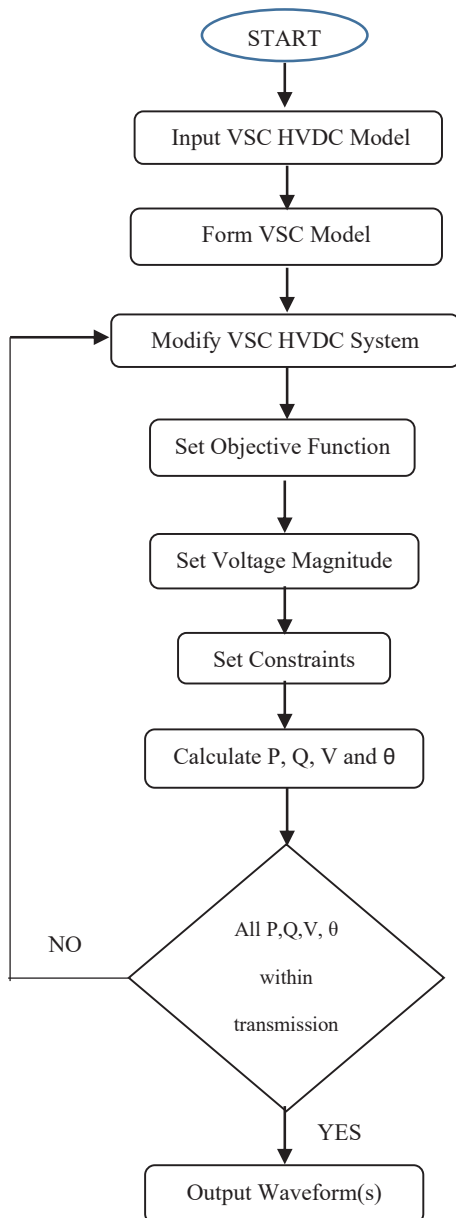 START
Input VSC HVDC Model
Form VSC Model
Modify VSC HVDC System
Set Objective Function
Set Voltage Magnitude
Set Constraints
Calculate P, Q, V and θ
All P,Q,V, θ
within
transmission
NO
YES
Output Waveform(s)